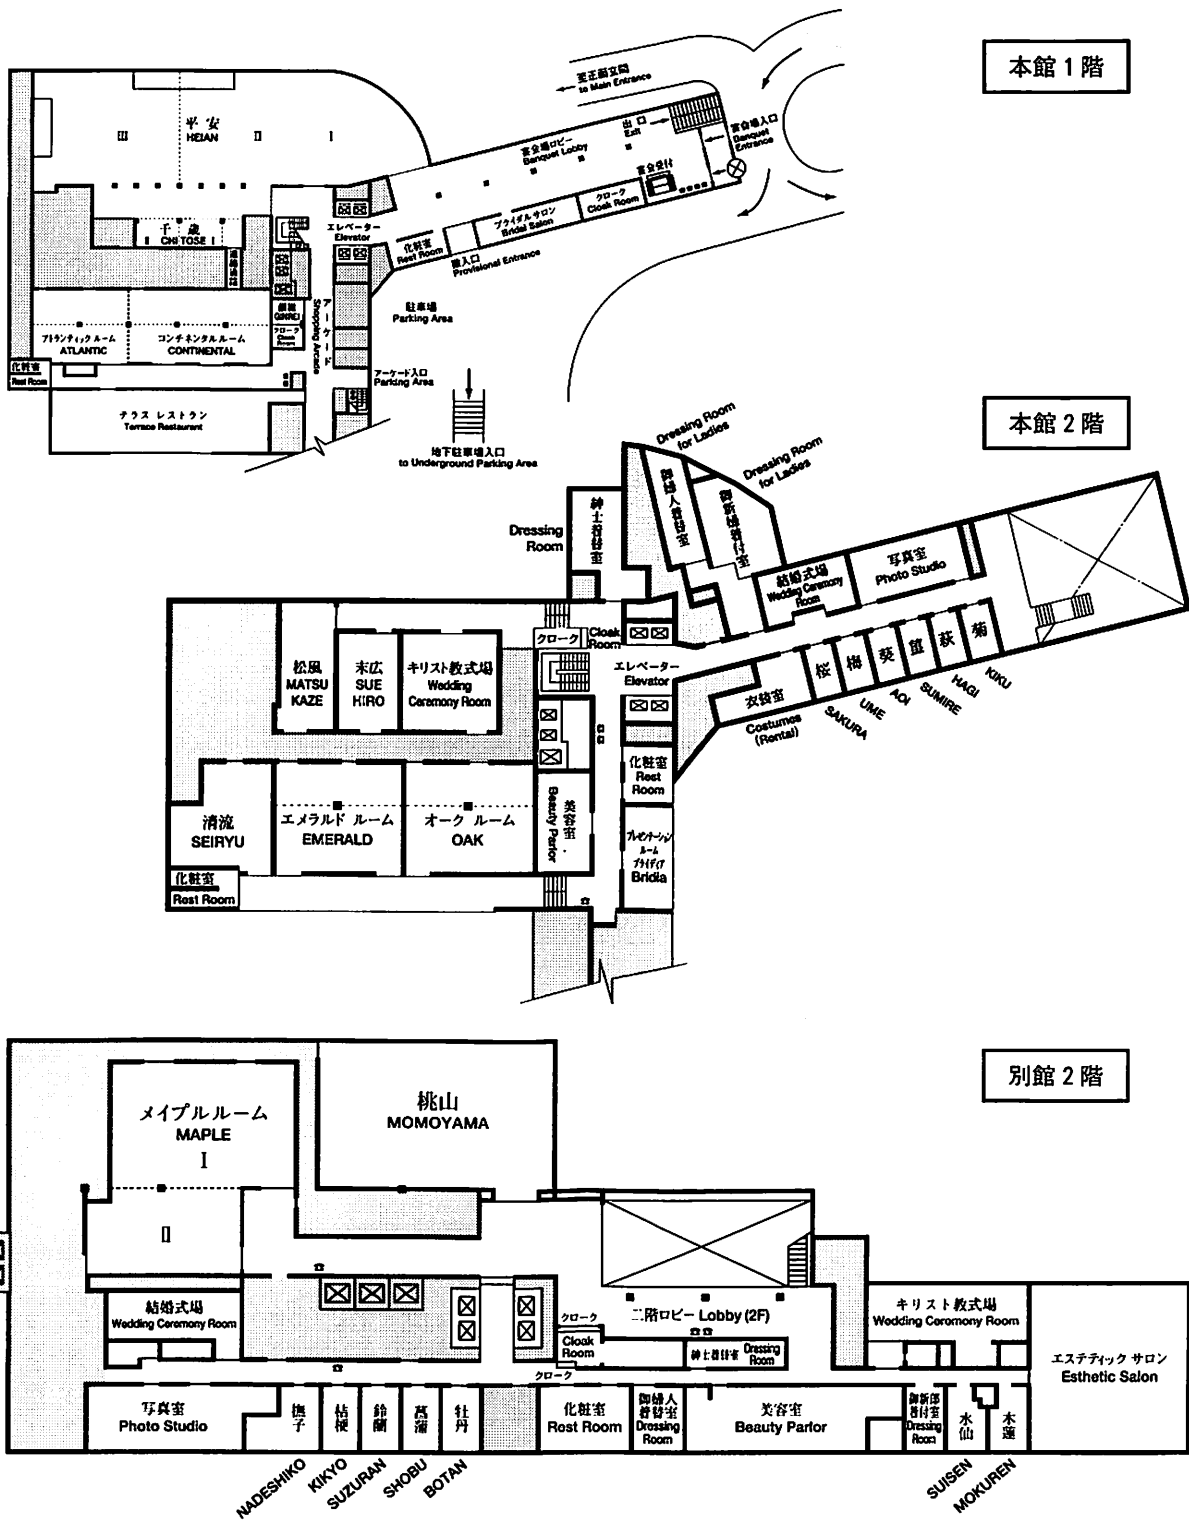 本館1階
至正面玄関
to Main Entrance
出口
Exit
宴会場入口
Banquet
Entrance
宴会場ロビー
Banquet Lobby
宴会受付
クローク
Cloak Room
ブライダルサロン
Bridal Salon
化粧室
Rest Room
Provisional Entrance
平安
HEIAN
III
II
I
千歳
II CHITOSE I
エレベーター
Elevator
クローク
Cloak
Room
アーケード
Shopping Arcade
駐車場
Parking Area
アーケード入口
Parking Area
地下駐車場入口
to Underground Parking Area
アトランティックルーム
ATLANTIC
コンチネンタルルーム
CONTINENTAL
化粧室
Rest Room
テラスレストラン
Terrace Restaurant
本館2階
Dressing Room
for Ladies
Dressing Room
for Ladies
御婦人着替室
御新婦着付室
紳士着替室
Dressing
Room
結婚式場
Wedding Ceremony
Room
写真室
Photo Studio
クローク
Cloak
Room
エレベーター
Elevator
松風
MATSU
KAZE
末広
SUE
HIRO
キリスト教式場
Wedding
Ceremony Room
衣裳室
Costumes
(Rental)
桜
SAKURA
梅
UME
葵
AOI
菫
SUMIRE
萩
HAGI
菊
KIKU
清流
SEIRYU
エメラルド ルーム
EMERALD
オーク ルーム
OAK
美容室
Beauty Parlor
化粧室
Rest
Room
プレゼンテーション
ルーム
ブライディア
Bridia
化粧室
Rest Room
別館2階
メイプルルーム
MAPLE
I
II
桃山
MOMOYAMA
結婚式場
Wedding Ceremony Room
二階ロビー Lobby (2F)
クローク
Cloak
Room
クローク
紳士着替室 Dressing
Room
キリスト教式場
Wedding Ceremony Room
エステティック サロン
Esthetic Salon
写真室
Photo Studio
撫子
NADESHIKO
桔梗
KIKYO
鈴蘭
SUZURAN
菖蒲
SHOBU
牡丹
BOTAN
化粧室
Rest Room
御婦人
着替室
Dressing
Room
美容室
Beauty Parlor
御新郎
着付室
Dressing
Room
水仙
SUISEN
木蓮
MOKUREN